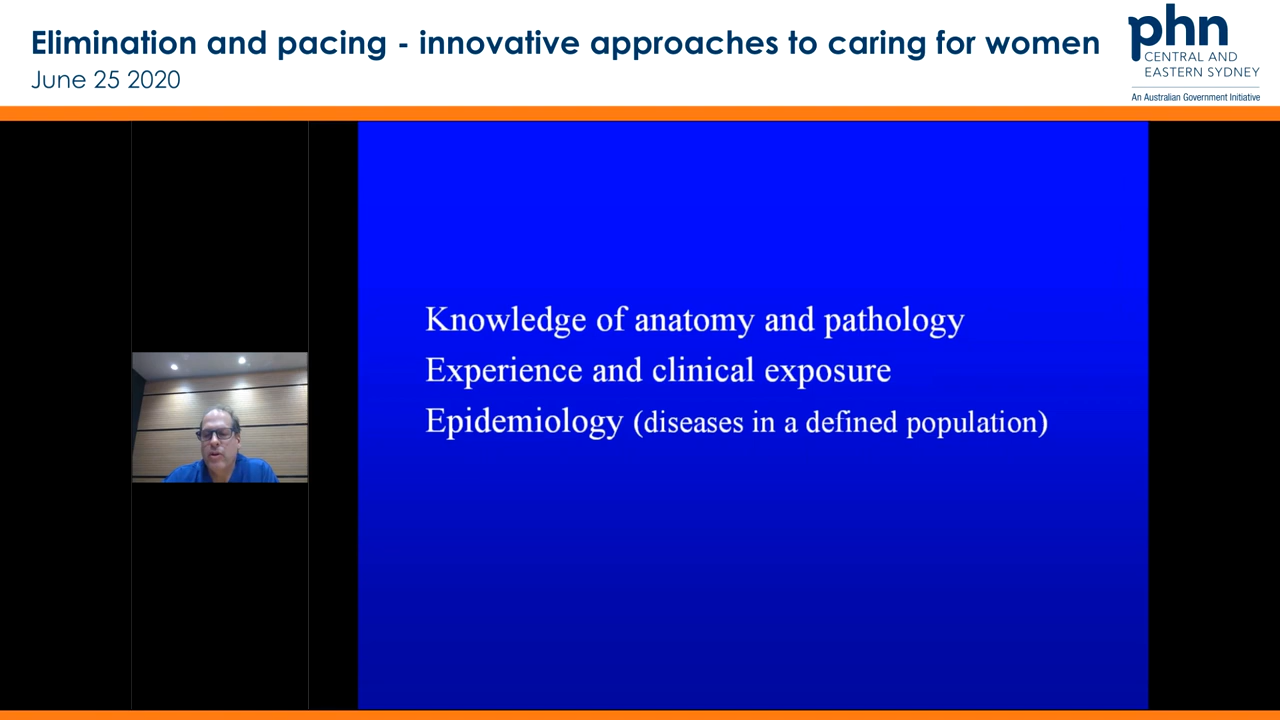 Elimination and pacing - innovative approaches to caring for women
June 25 2020
phn
CENTRAL AND
EASTERN SYDNEY
An Australian Government Initiative
Knowledge of anatomy and pathology
Experience and clinical exposure
Epidemiology (diseases in a defined population)